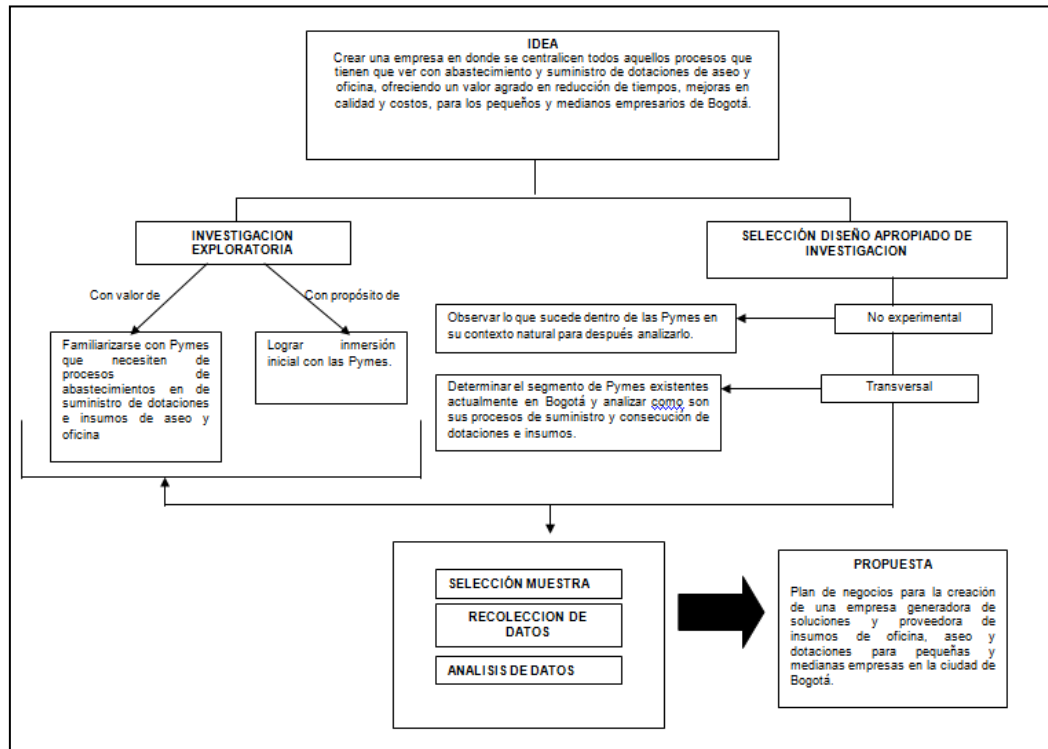 IDEA
Crear una empresa en donde se centralicen todos aquellos procesos que
tienen que ver con abastecimiento y suministro de dotaciones de aseo y
oficina, ofreciendo un valor agrado en reducción de tiempos, mejoras en
calidad y costos, para los pequeños y medianos empresarios de Bogotá.
INVESTIGACION
EXPLORATORIA
SELECCIÓN DISEÑO APROPIADO DE
INVESTIGACION
Con valor de
Con propósito de
Familiarizarse con Pymes
que necesiten de
procesos de
abastecimientos en de
suministro de dotaciones
e insumos de aseo y
oficina
Lograr inmersión
inicial con las Pymes.
Observar lo que sucede dentro de las Pymes en
su contexto natural para después analizarlo.
No experimental
Determinar el segmento de Pymes existentes
actualmente en Bogotá y analizar como son
sus procesos de suministro y consecución de
dotaciones e insumos.
Transversal
SELECCIÓN MUESTRA
RECOLECCION DE
DATOS
ANALISIS DE DATOS
PROPUESTA
Plan de negocios para la creación
de una empresa generadora de
soluciones y proveedora de
insumos de oficina, aseo y
dotaciones para pequeñas y
medianas empresas en la ciudad de
Bogotá.